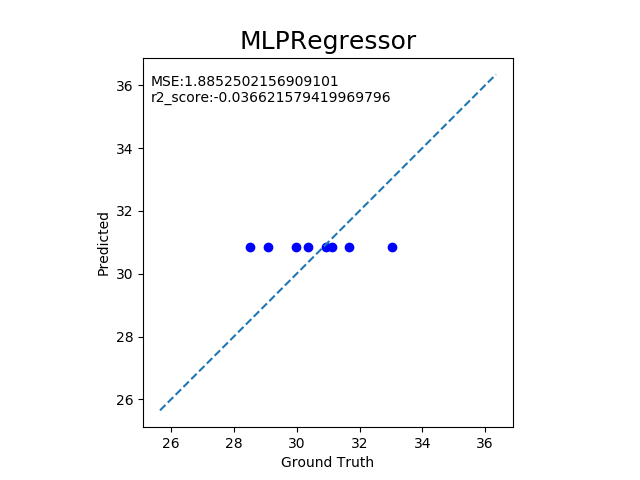 MLPRegressor
MSE:1.8852502156909101
r2_score:-0.036621579419969796
36
34
32
30
28
26
Predicted
26
28
30
32
34
36
Ground Truth